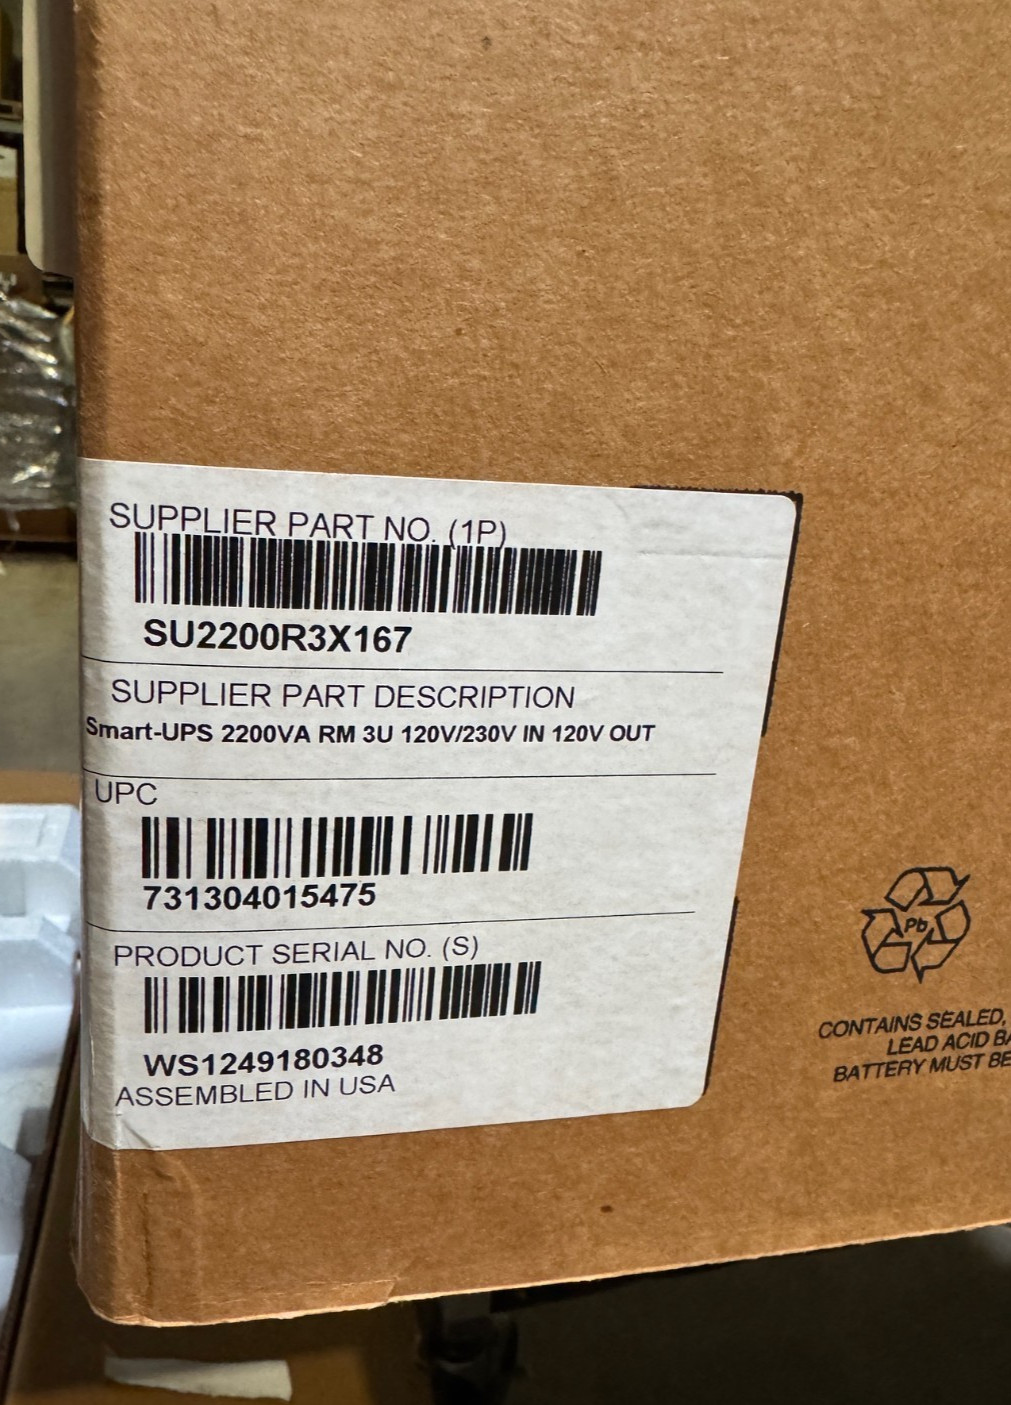 SUPPLIER PART NO. (1P)
SU2200R3X167
SUPPLIER PART DESCRIPTION
Smart-UPS 2200VA RM 3U 120V/230V IN 120V OUT
UPC
731304015475
PRODUCT SERIAL NO. (S)
WS1249180348
ASSEMBLED IN USA
Pb
CONTAINS SEALED,
LEAD ACID
BATTERY MUST BE